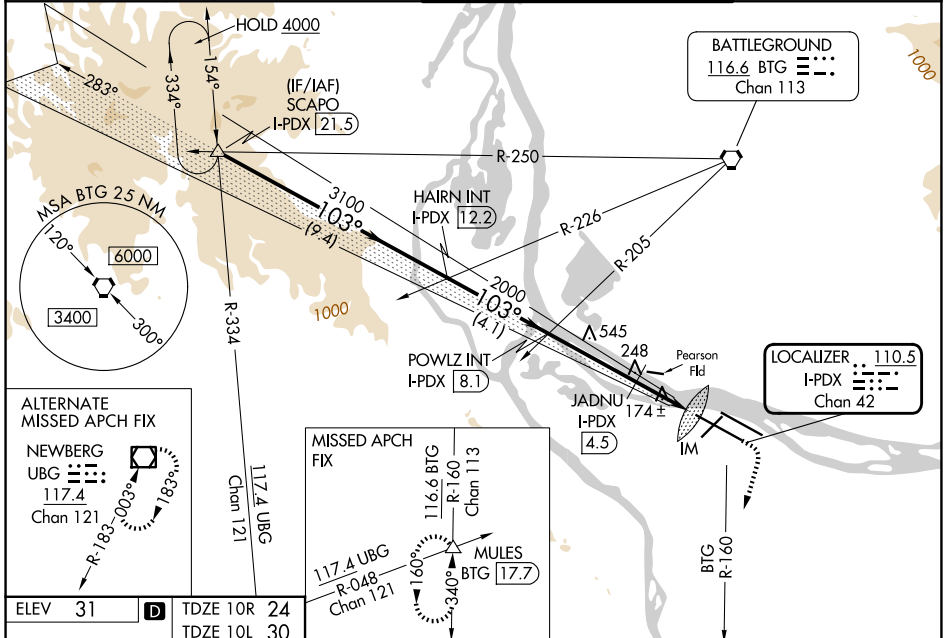 HOLD 4000
154°
334°
283°
(IF/IAF)
SCAPO
I-PDX 21.5
BATTLEGROUND
116.6 BTG
Chan 113
1000
R-250
3100
103°
(9.4)
HAIRN INT
I-PDX 12.2
R-226
R-205
MSA BTG 25 NM
120°
6000
3400
300°
R-334
1000
2000
103°
(4.1)
545
248
Pearson
Fld
POWLZ INT
I-PDX 8.1
JADNU
I-PDX
4.5
174 ±
IM
LOCALIZER 110.5
I-PDX
Chan 42
ALTERNATE
MISSED APCH FIX
NEWBERG
UBG
117.4
Chan 121
R-183
003°
183°
117.4 UBG
Chan 121
MISSED APCH
FIX
116.6 BTG
R-160
Chan 113
117.4 UBG
R-048
Chan 121
160°
340°
MULES
BTG 17.7
BTG
R-160
ELEV 31
D
TDZE 10R 24
TDZE 10L 30